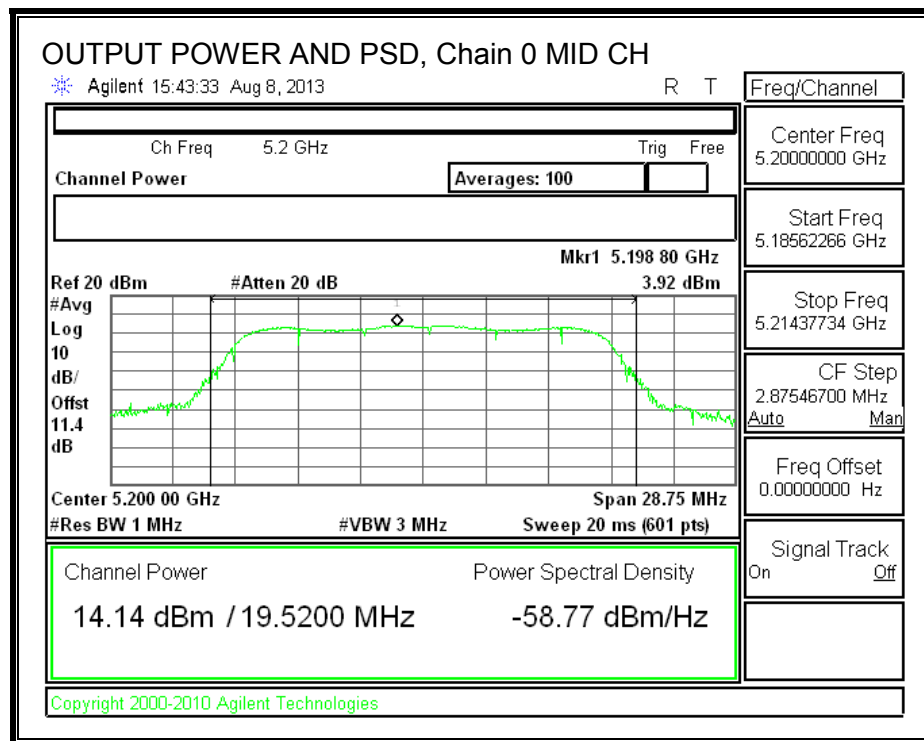 OUTPUT POWER AND PSD, Chain 0 MID CH
Agilent 15:43:33 Aug 8, 2013 R T
Freq/Channel
Ch Freq 5.2 GHz Trig Free
Channel Power Averages: 100
Mkr1 5.198 80 GHz
Ref 20 dBm #Atten 20 dB 3.92 dBm
#Avg
Log
10
dB/
Offst
11.4
dB
1
Center 5.200 00 GHz Span 28.75 MHz
#Res BW 1 MHz #VBW 3 MHz Sweep 20 ms (601 pts)
Channel Power Power Spectral Density
14.14 dBm / 19.5200 MHz -58.77 dBm/Hz
Center Freq
5.20000000 GHz
Start Freq
5.18562266 GHz
Stop Freq
5.21437734 GHz
CF Step
2.87546700 MHz
Auto Man
Freq Offset
0.00000000 Hz
Signal Track
On Off
Copyright 2000-2010 Agilent Technologies